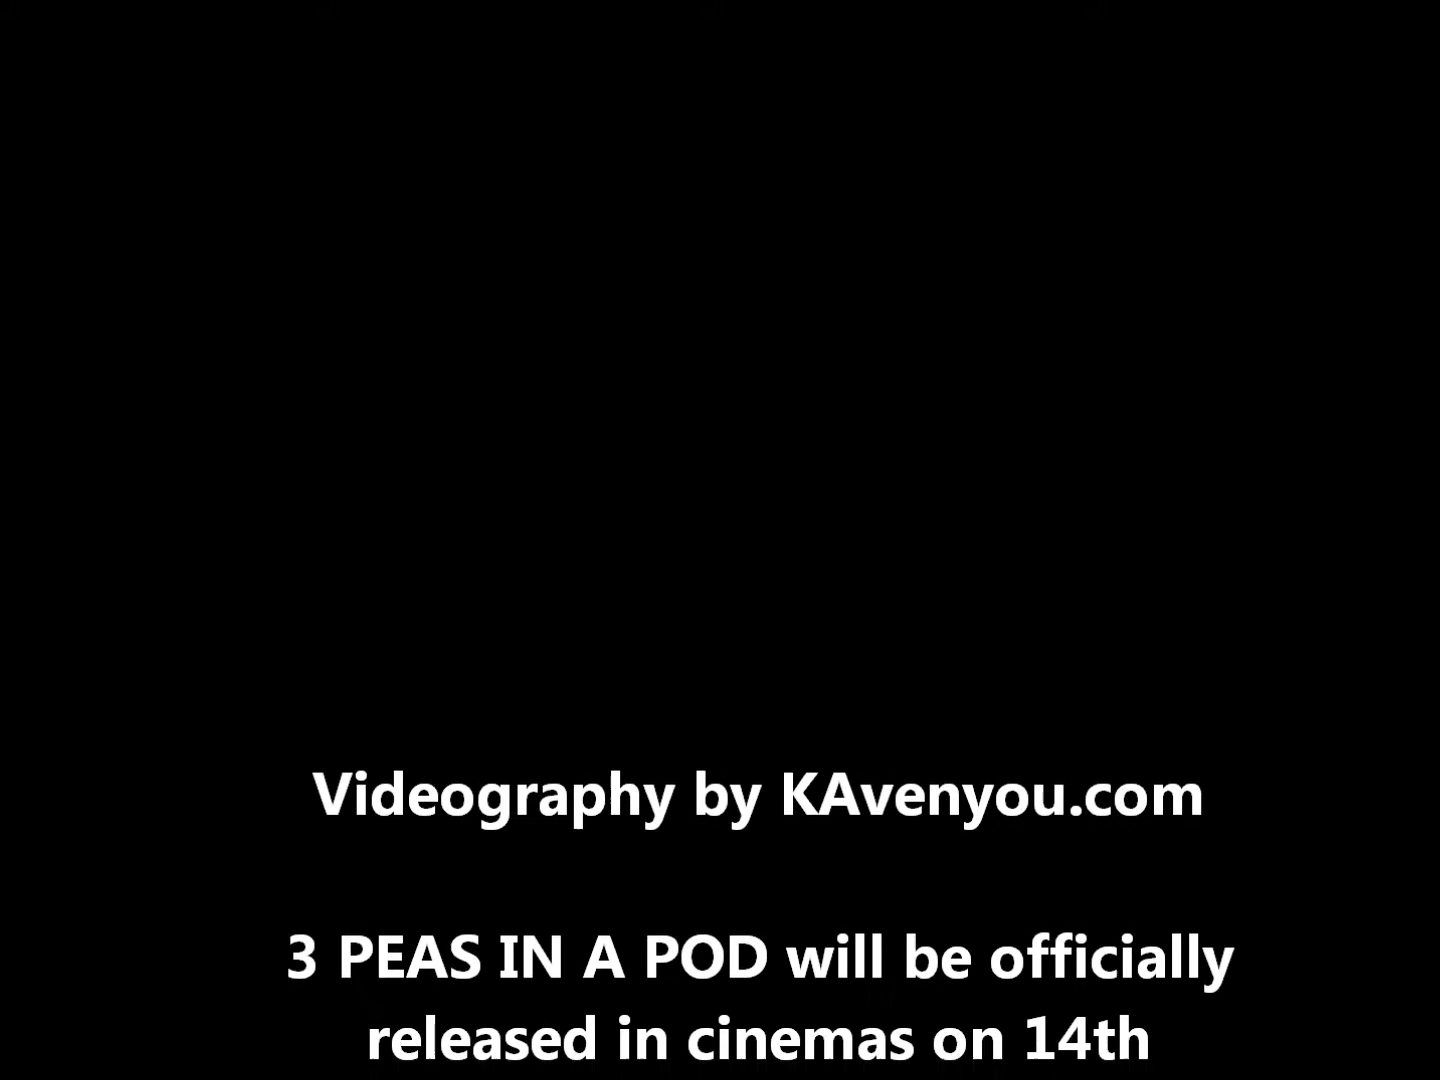 Videography by KAvenyou.com
3 PEAS IN A POD will be officially
released in cinemas on 14th